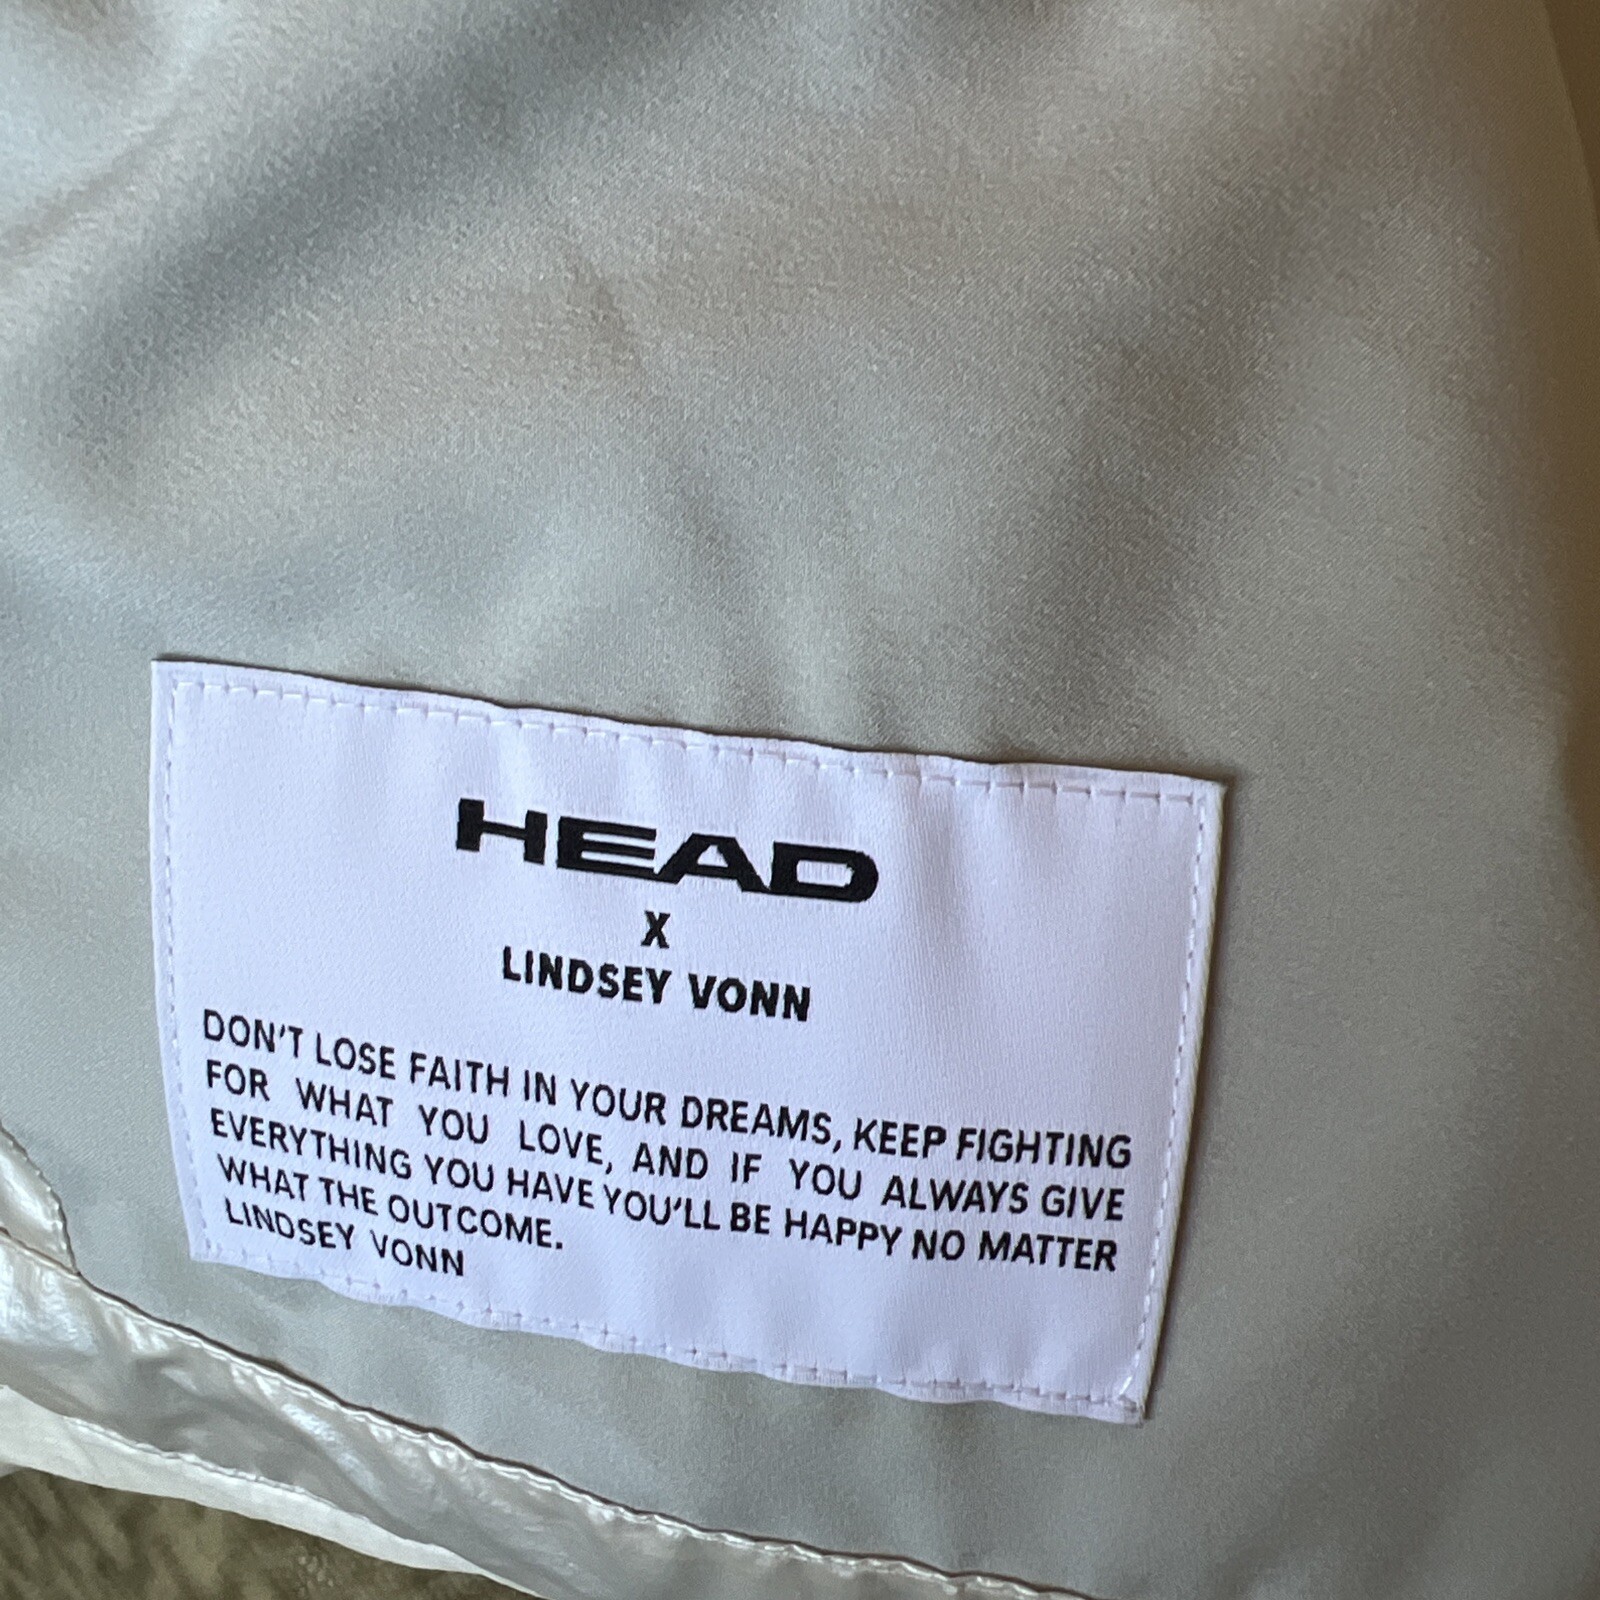 HEAD
X
LINDSEY VONN
DON'T LOSE FAITH IN YOUR DREAMS, KEEP FIGHTING
FOR WHAT YOU LOVE, AND IF YOU ALWAYS GIVE
EVERYTHING YOU HAVE YOU'LL BE HAPPY NO MATTER
WHAT THE OUTCOME.
LINDSEY VONN